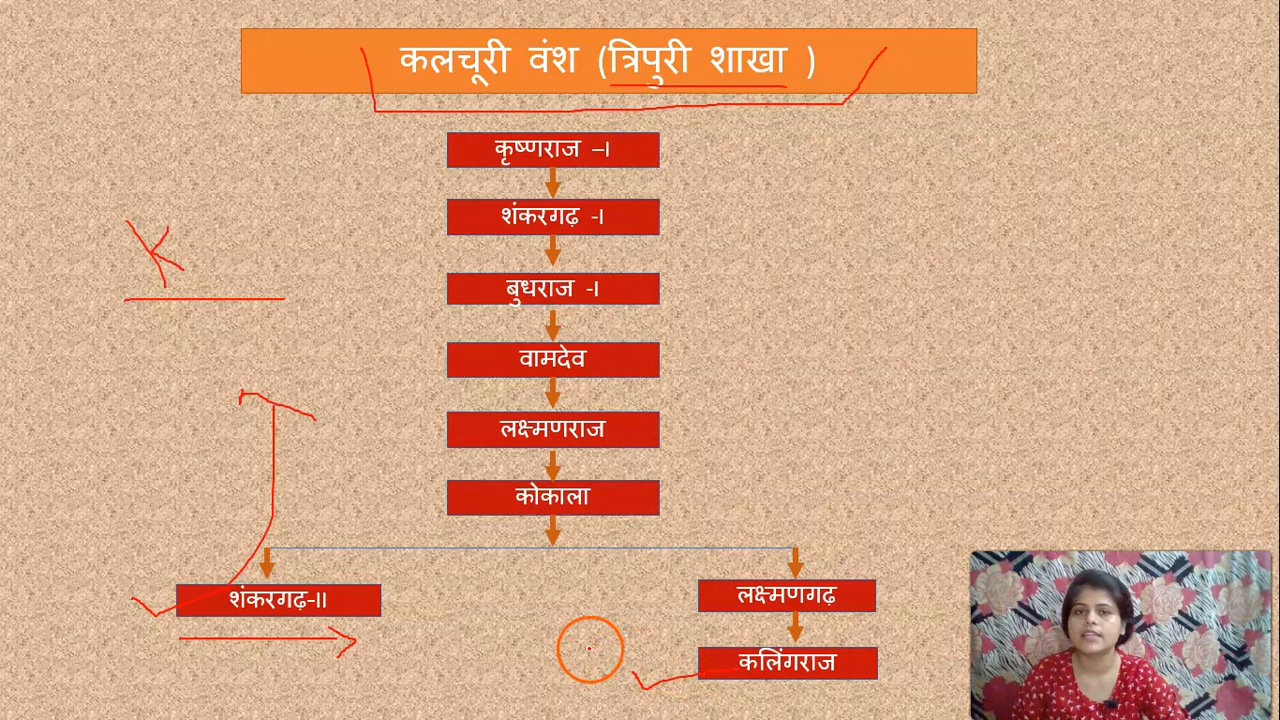 कलचूरी वंश (त्रिपुरी शाखा )
कृष्णराज –I
शंकरगढ़ -I
बुधराज -I
वामदेव
लक्ष्मणराज
कोकाला
शंकरगढ़-II
लक्ष्मणगढ़
कलिंगराज
K